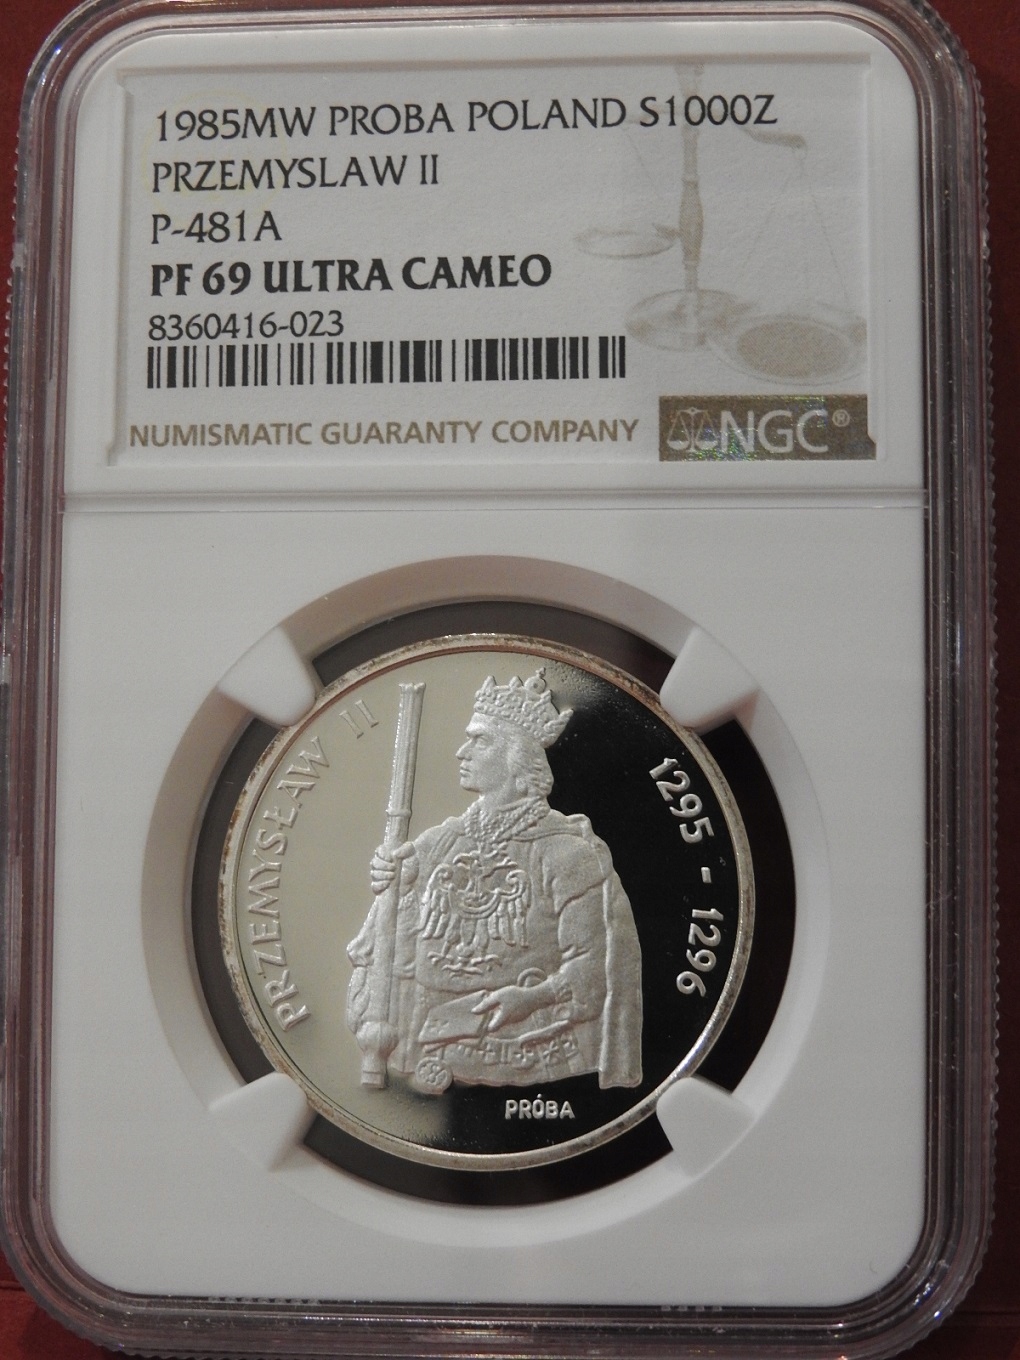 1985MW PROBA POLAND S1000Z
PRZEMYSLAW II
P-481A
PF 69 ULTRA CAMEO
8360416-023
NUMISMATIC GUARANTY COMPANY
NGC®
PRZEMYSŁAW II
1295 - 1296
PRÓBA